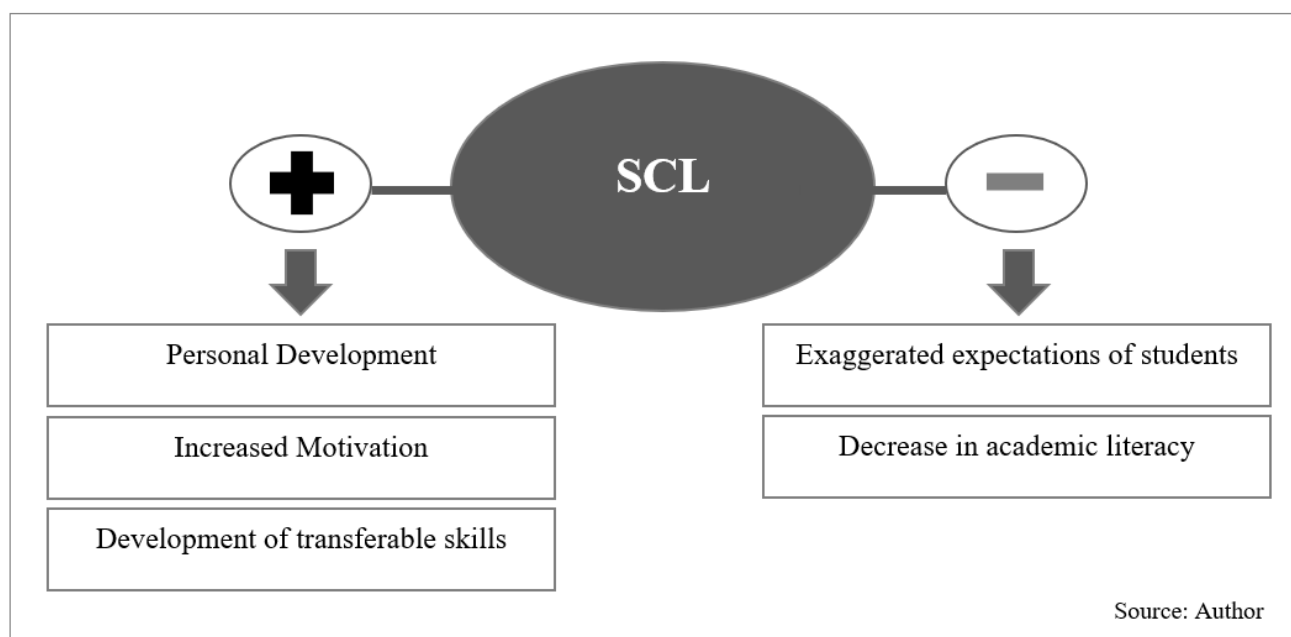 SCL
Personal Development
Increased Motivation
Development of transferable skills
Exaggerated expectations of students
Decrease in academic literacy
Source: Author